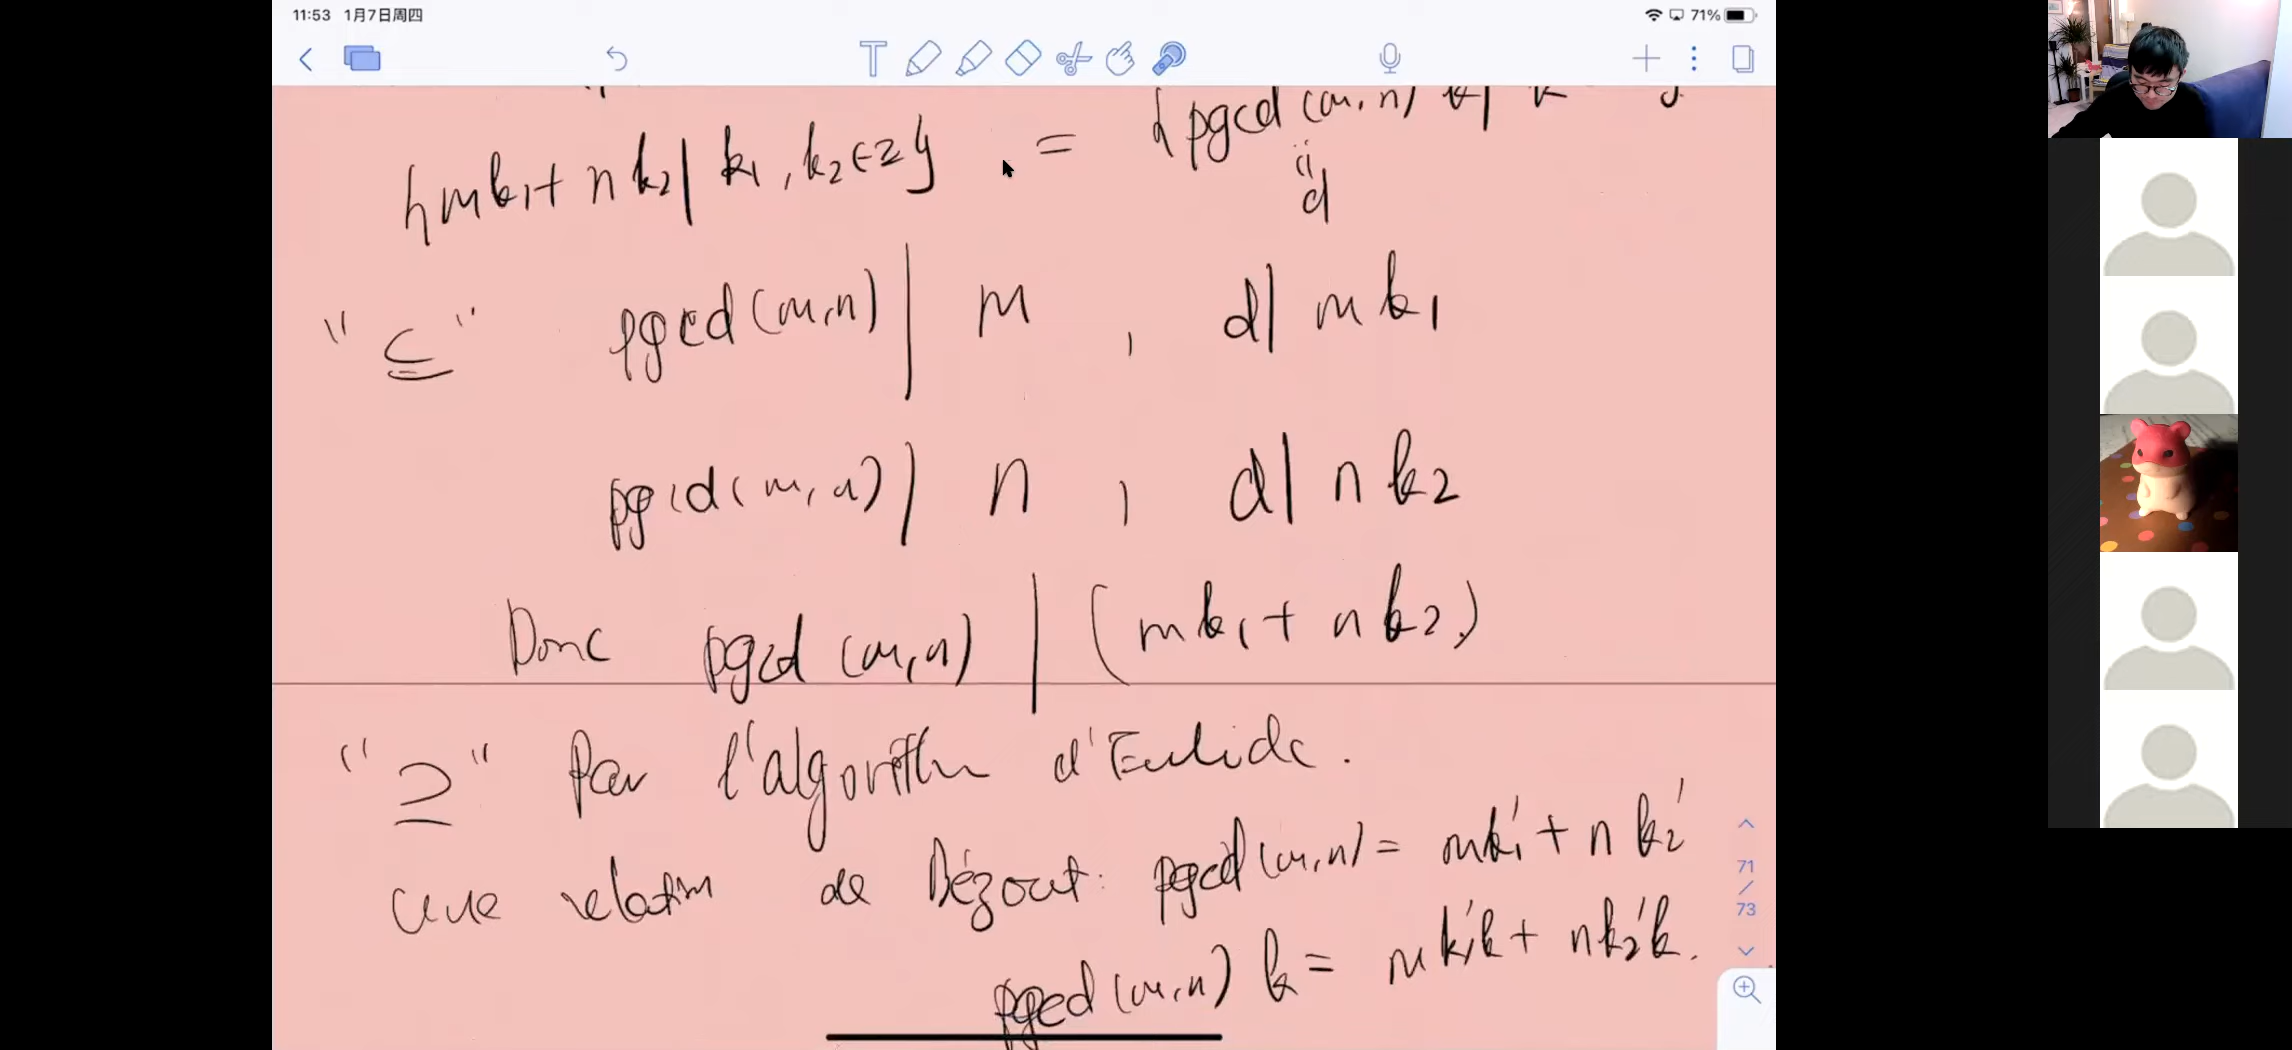 11:53 1月7日周四 71%
{mk₁ + nk₂ | k₁, k₂ ∈ Z} = {pgcd(m,n) k | k
"
d
"⊆" pgcd(m,n) | m , d | mk₁
pgcd(m,n) | n , d | nk₂
Donc pgcd(m,n) | (mk₁ + nk₂)
"⊇" Par l'algorithm d'Euclide.
une relation de Bézout: pgcd(m,n) = mk₁' + nk₂'
pgcd(m,n) k = mk₁'k + nk₂'k.
71
/
73